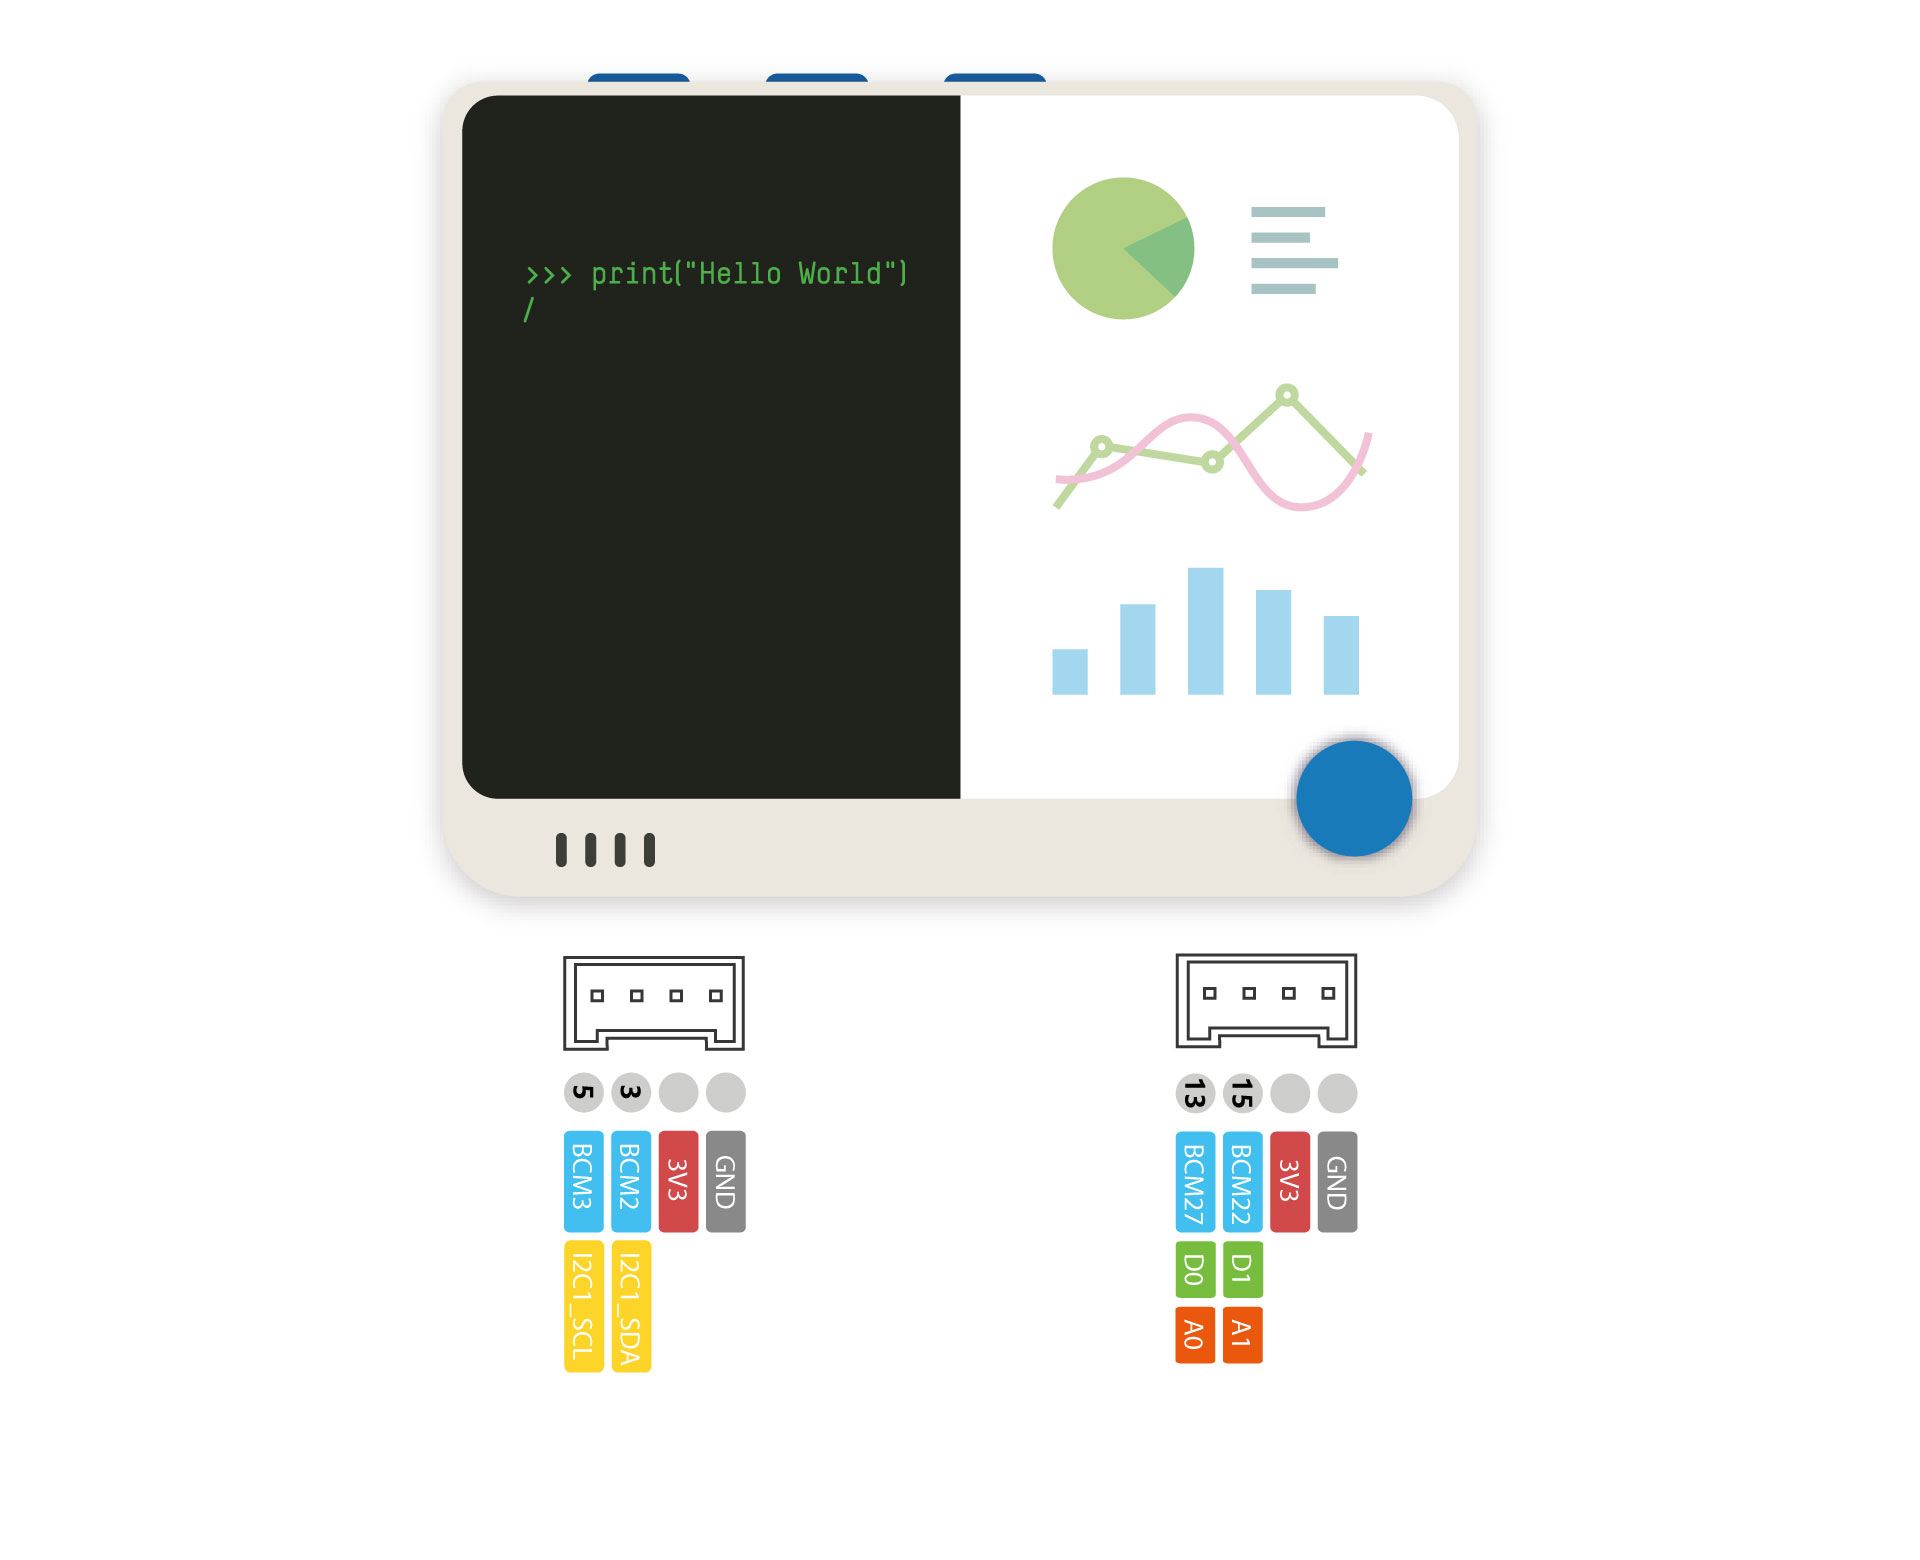 >>> print("Hello World")
/
5 3
BCM3 BCM2 3V3 GND
I2C1_SCL I2C1_SDA
13 15
BCM27 BCM22 3V3 GND
D0 D1
A0 A1